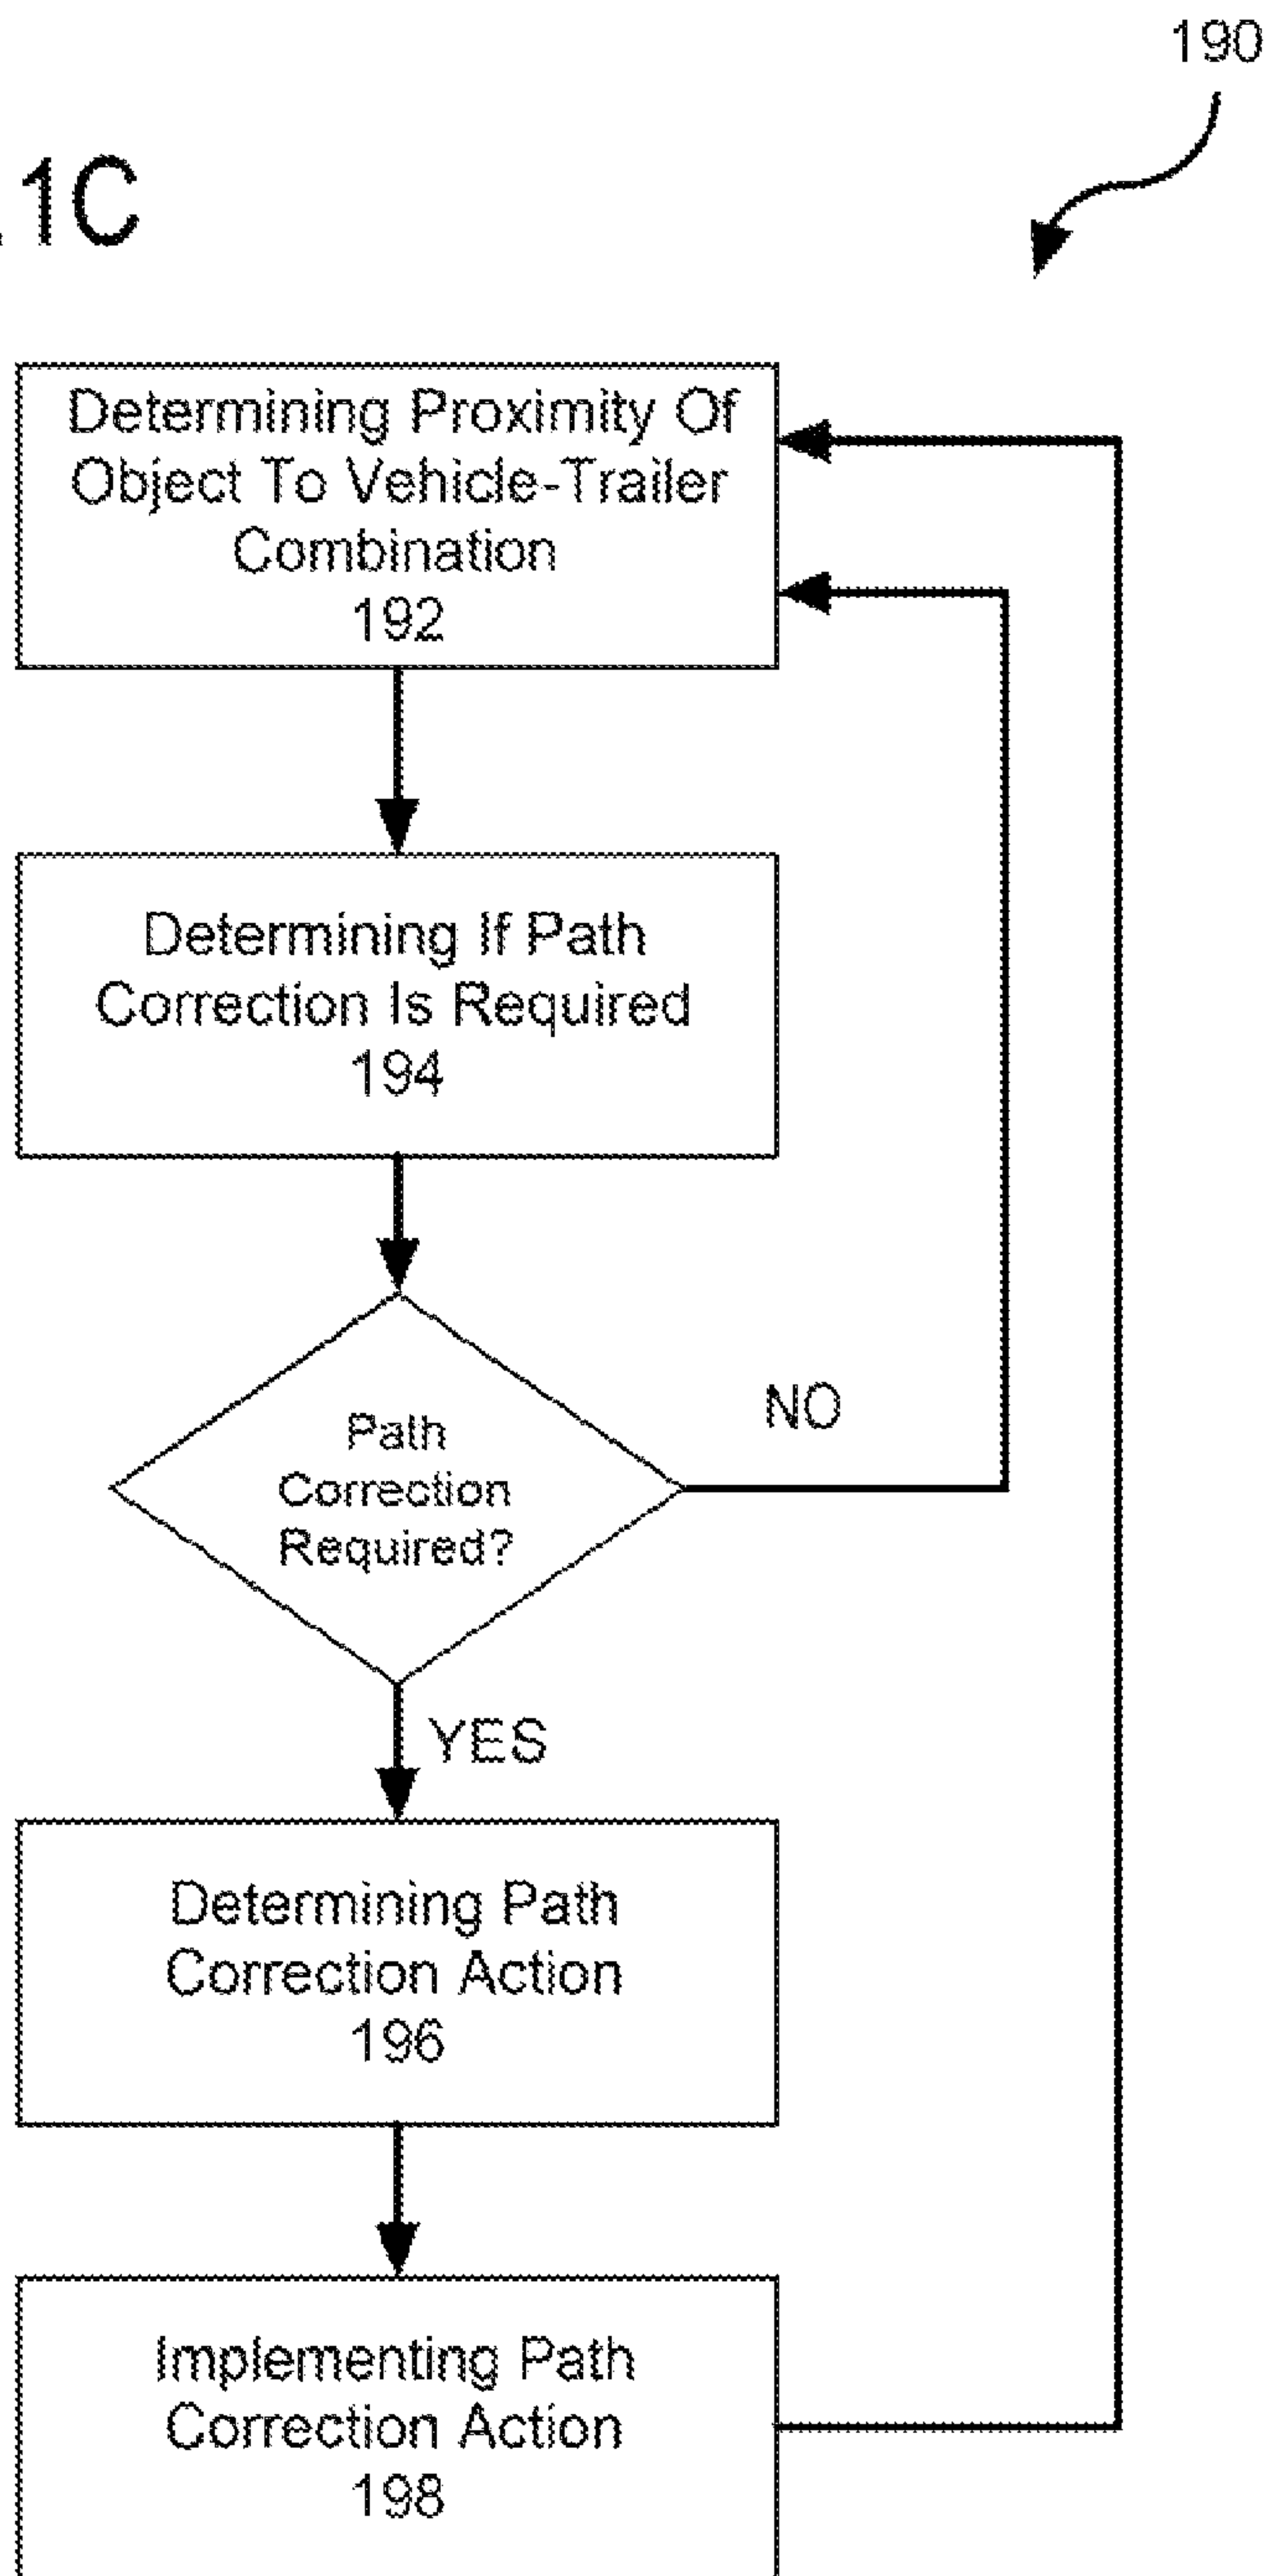 190
.1C
Determining Proximity Of
Object To Vehicle-Trailer
Combination
192
Determining If Path
Correction Is Required
194
Path
Correction
Required?
NO
YES
Determining Path
Correction Action
196
Implementing Path
Correction Action
198